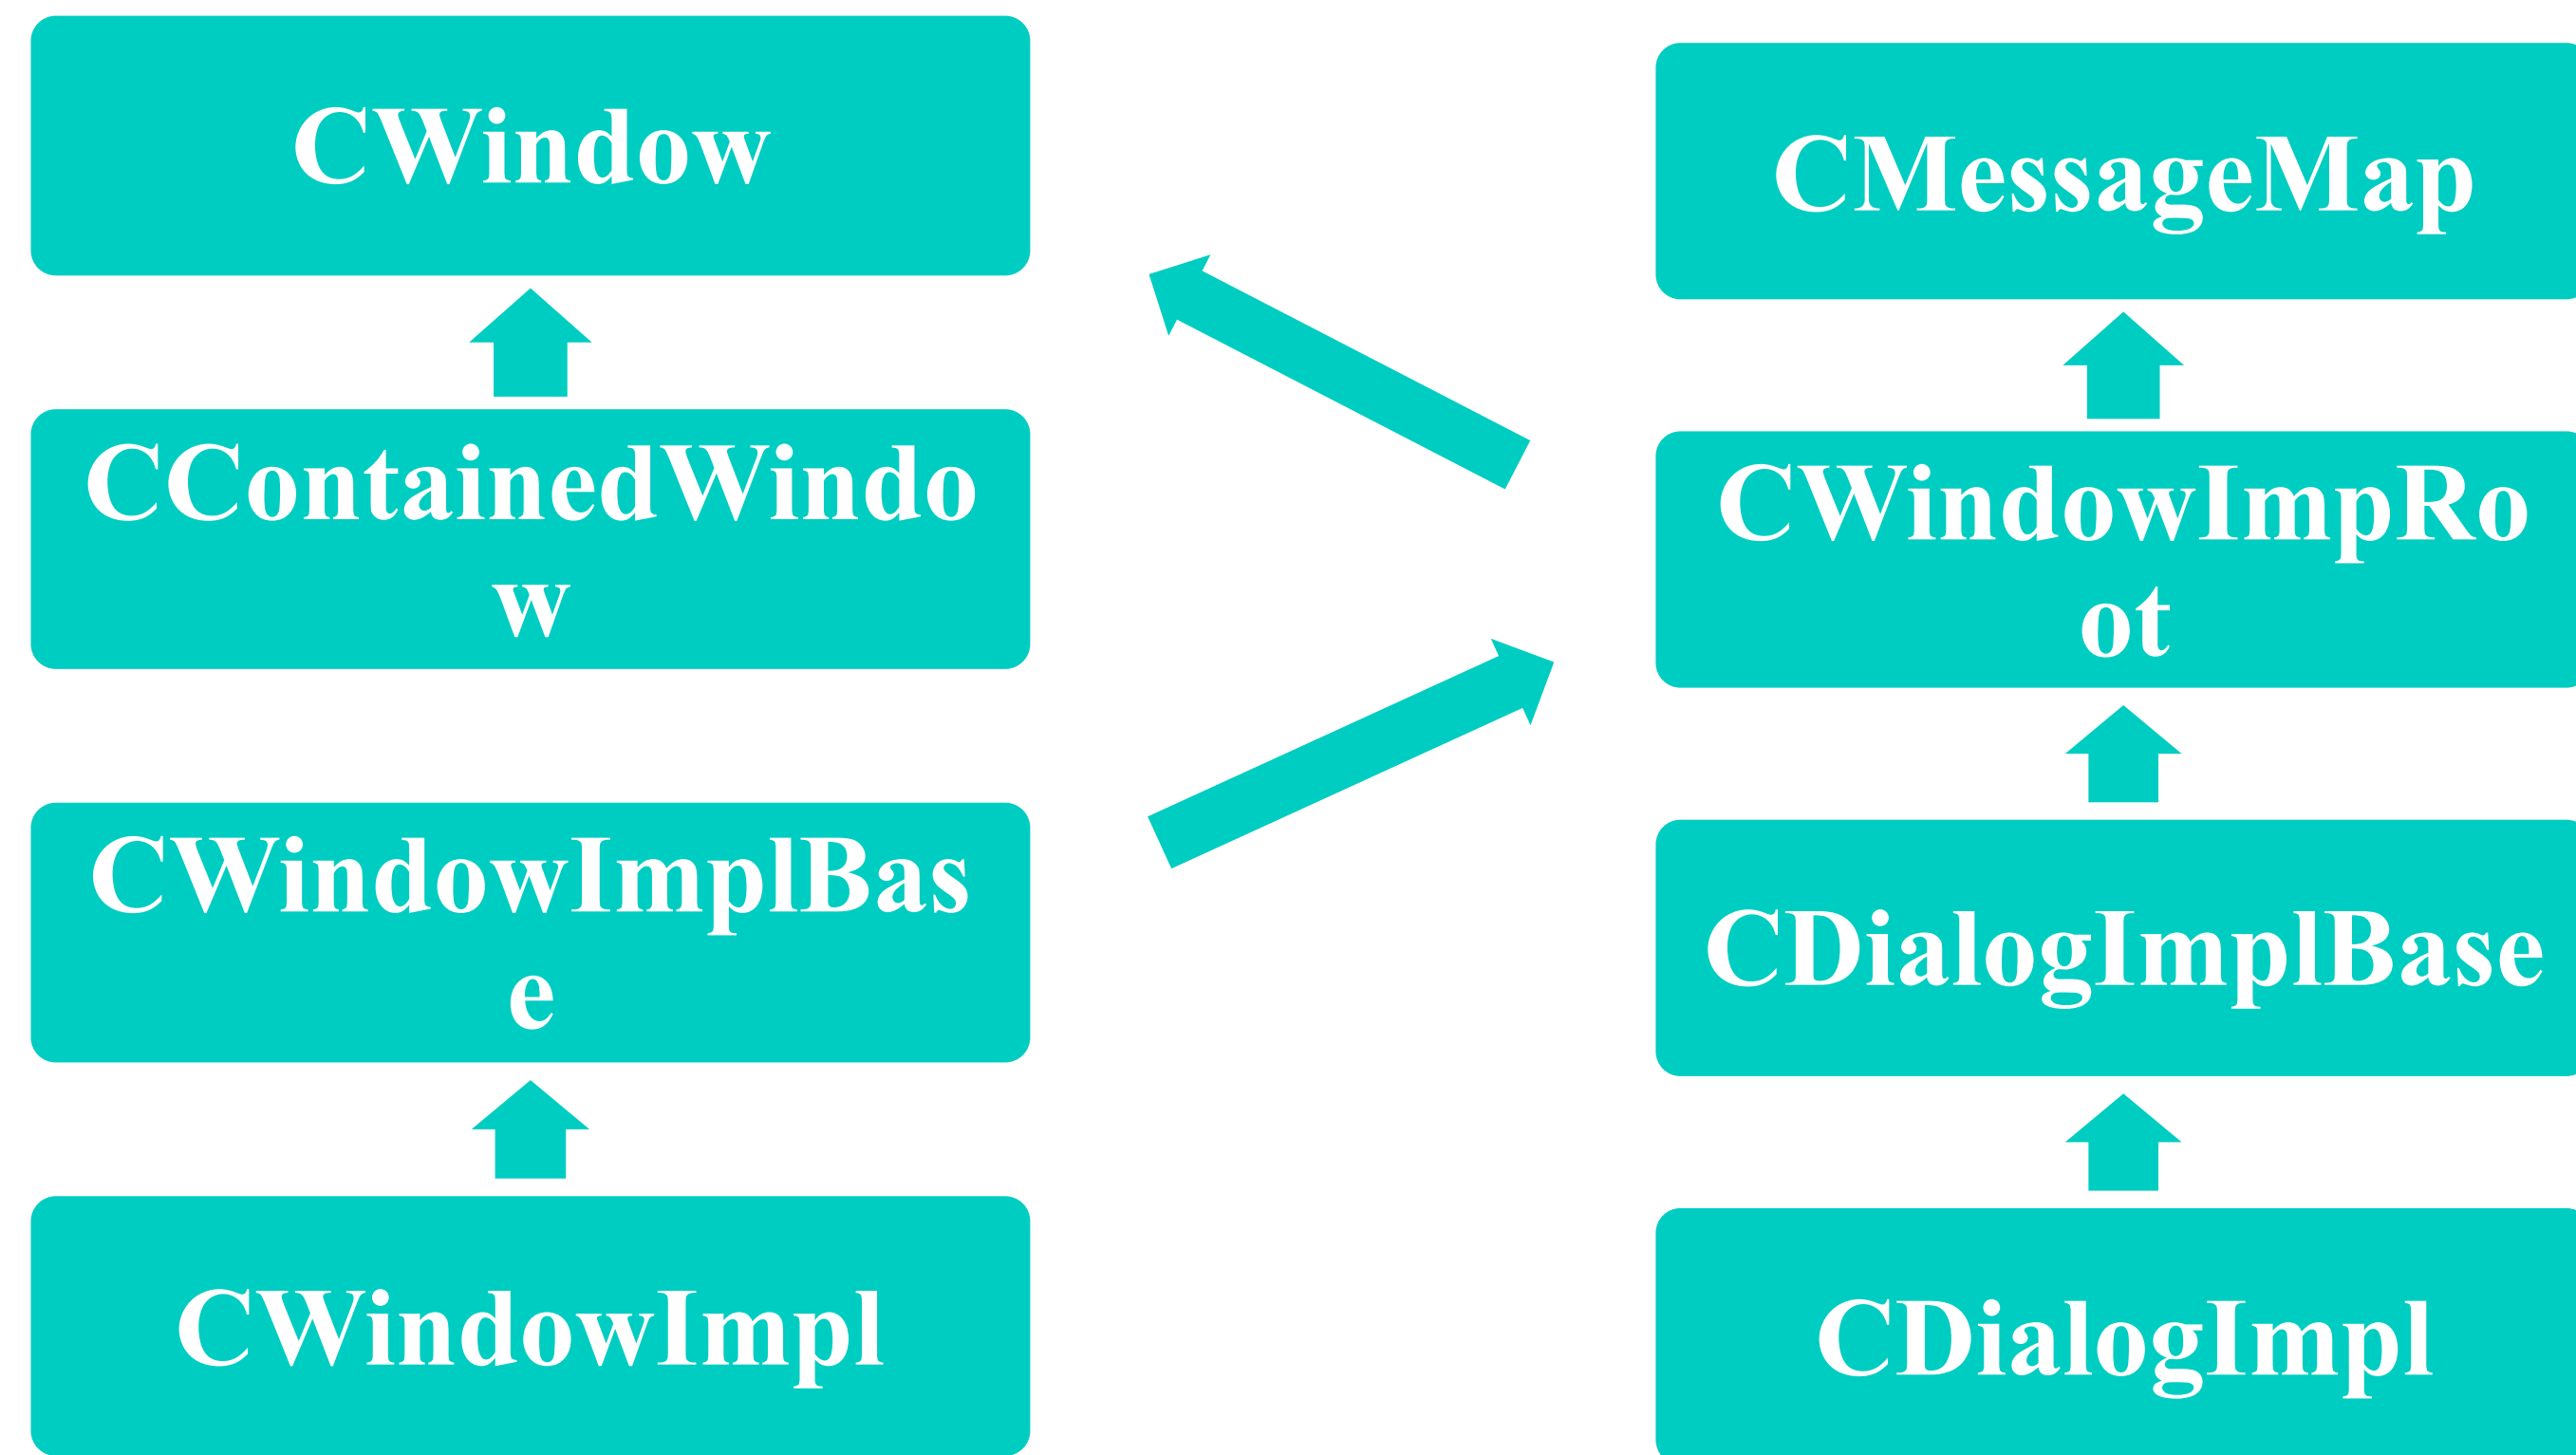 CWindow
CContainedWindo
w
CWindowImplBas
e
CWindowImpl
CMessageMap
CWindowImpRo
ot
CDialogImplBase
CDialogImpl